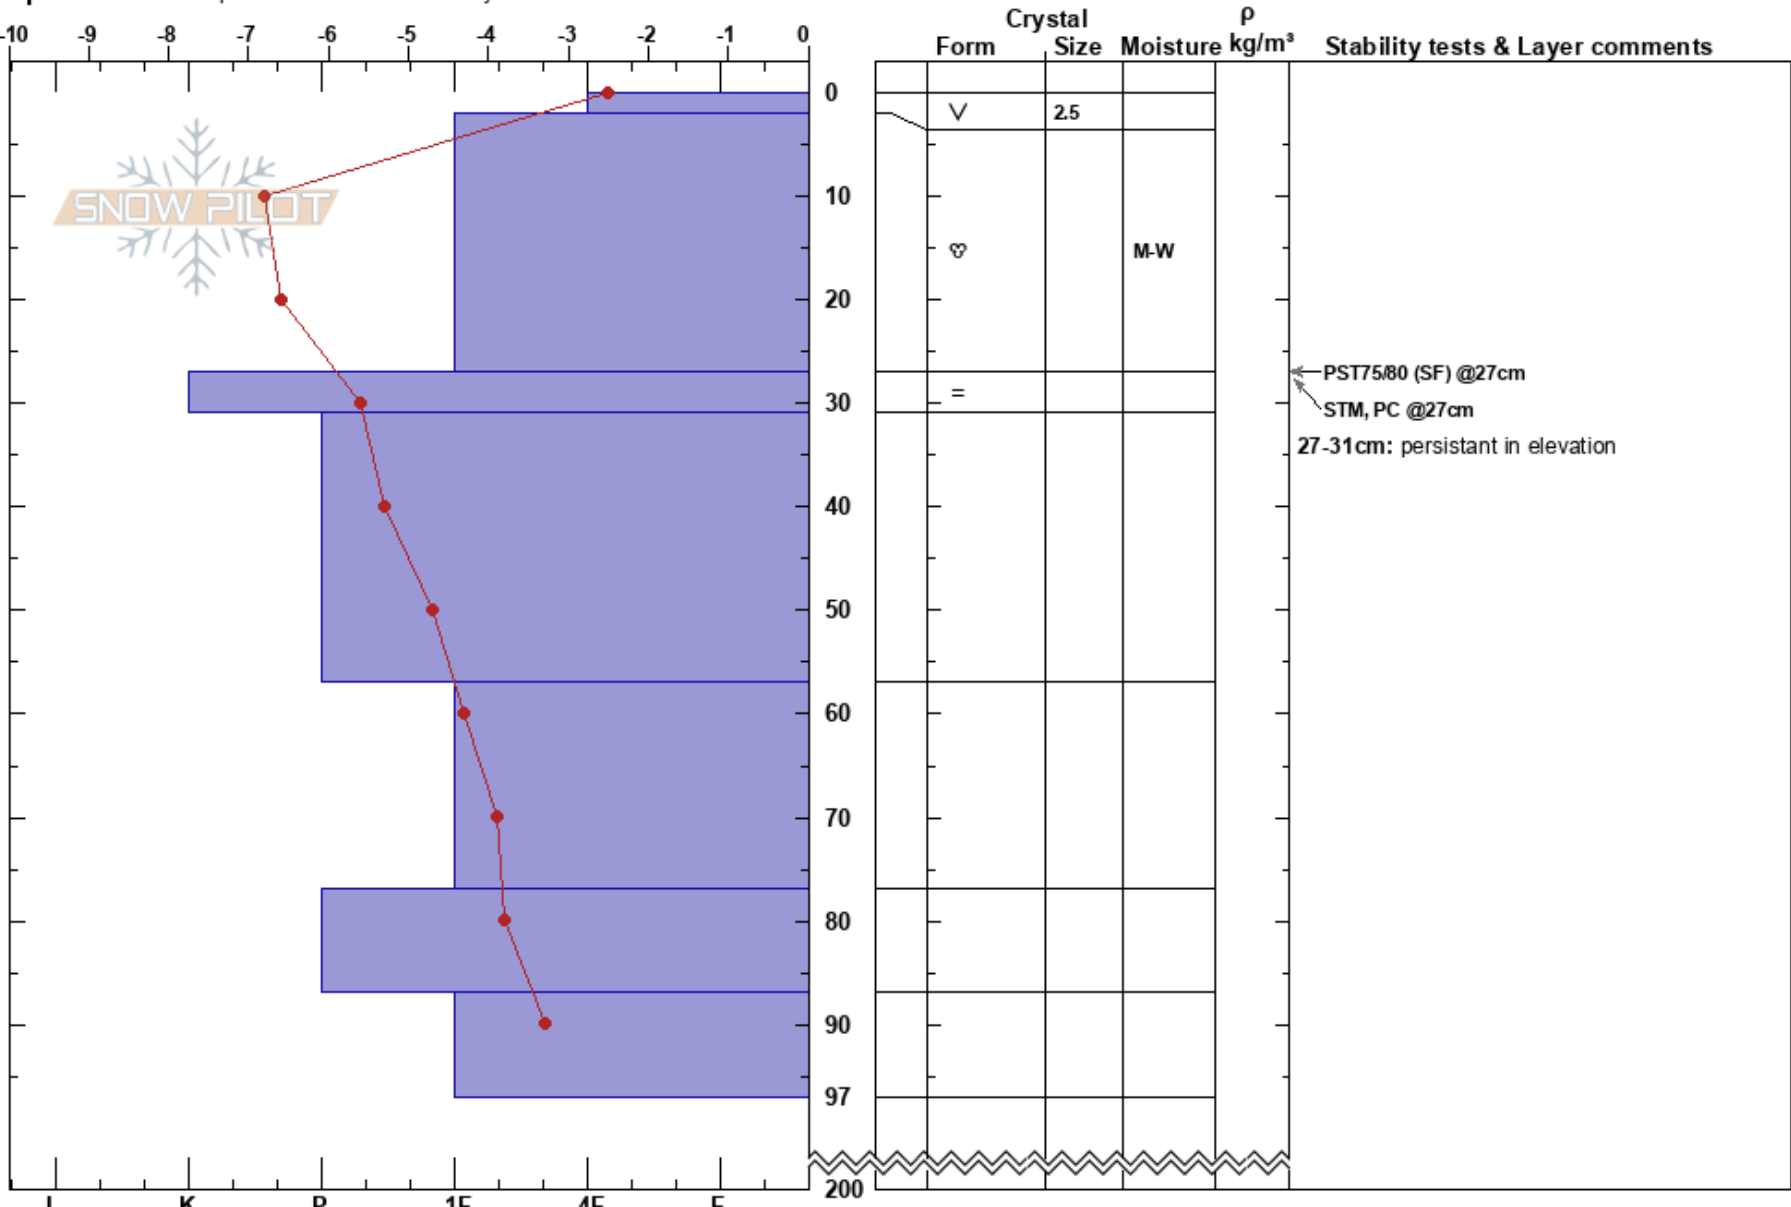 Crystal ρ
-10 -9 -8 -7 -6 -5 -4 -3 -2 -1 0
Form Size Moisture kg/m³ Stability tests & Layer comments
0
2.5
SNOW PILOT
10
M-W
20
PST75/80 (SF) @27cm
=
30
STM, PC @27cm
27-31cm: persistant in elevation
40
50
60
70
80
90
97
200
I K P 1F 4F F